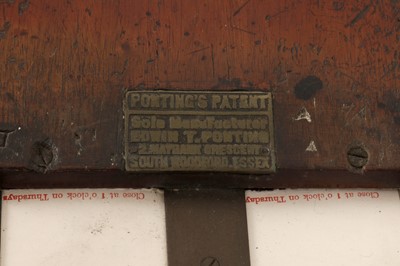 PONTING'S PATENT
Sole Manufacturer
T. PONTING
SOUTH WOODFORD, ESSEX
Close at 1 o'clock on Thursdays
Close at 1 o'clock on Thursdays